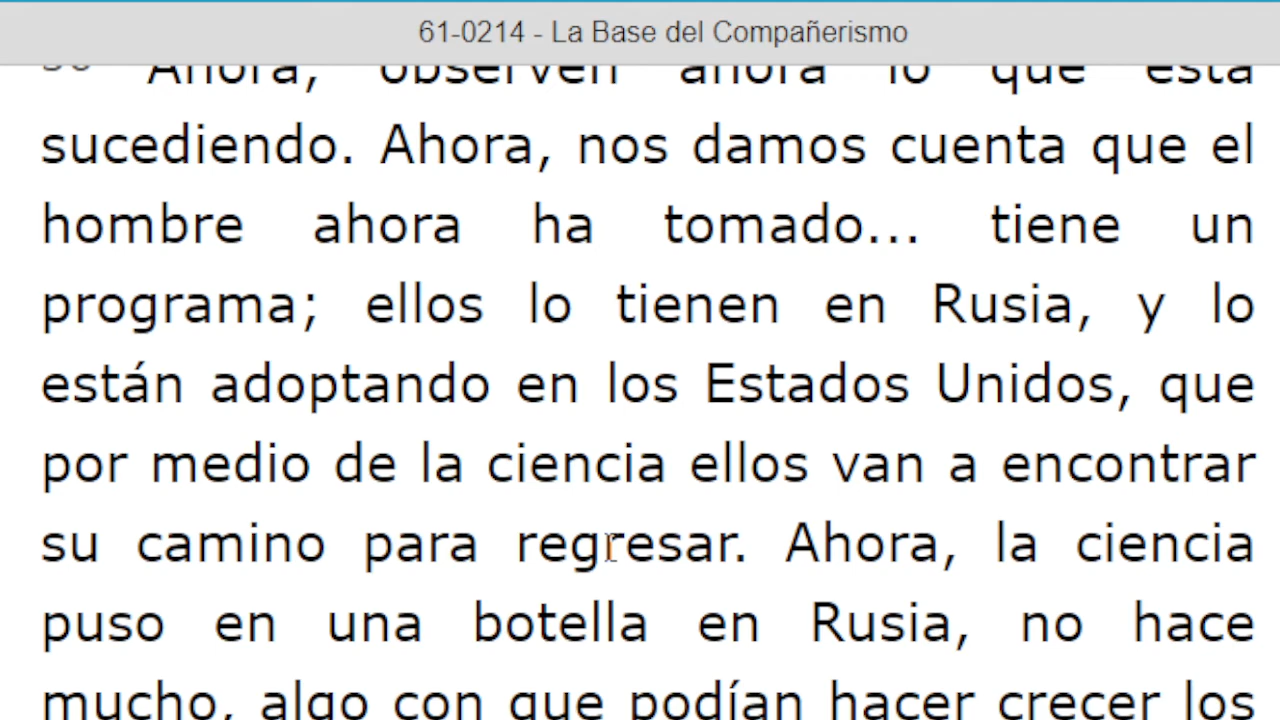 61-0214 - La Base del Compañerismo
Ahora, observen ahora lo que está
sucediendo. Ahora, nos damos cuenta que el
hombre ahora ha tomado... tiene un
programa; ellos lo tienen en Rusia, y lo
están adoptando en los Estados Unidos, que
por medio de la ciencia ellos van a encontrar
su camino para regresar. Ahora, la ciencia
puso en una botella en Rusia, no hace
mucho, algo con que podían hacer crecer los